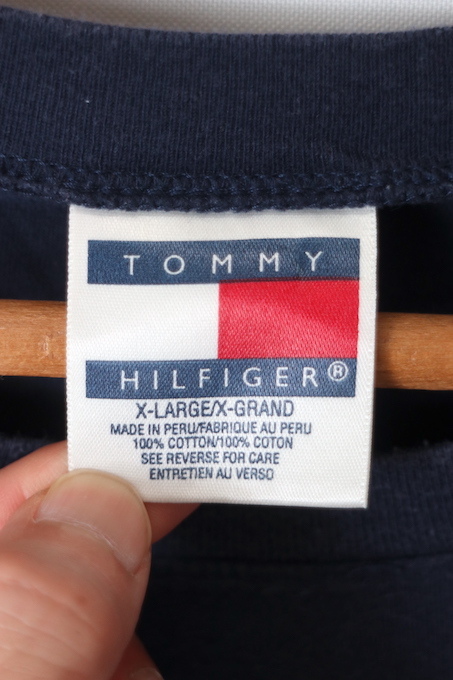 TOMMY
HILFIGER®
X-LARGE/X-GRAND
MADE IN PERU/FABRIQUE AU PERU
100% COTTON/100% COTON
SEE REVERSE FOR CARE
ENTRETIEN AU VERSO